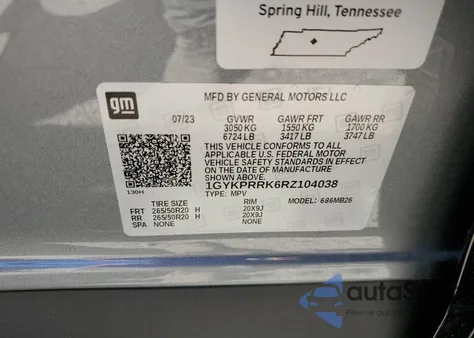 Spring Hill, Tennessee
gm
MFD BY GENERAL MOTORS LLC
07/23 GVWR GAWR FRT GAWR RR
3050 KG 1550 KG 1700 KG
6724 LB 3417 LB 3747 LB
THIS VEHICLE CONFORMS TO ALL
APPLICABLE U.S. FEDERAL MOTOR
VEHICLE SAFETY STANDARDS IN EFFECT
ON THE DATE OF MANUFACTURE
SHOWN ABOVE.
1GYKPRRK6RZ104038
130H TYPE: MPV
TIRE SIZE RIM MODEL: 686MB26
FRT 265/50R20 H 20X9J
RR 265/50R20 H 20X9J
SPA NONE NONE